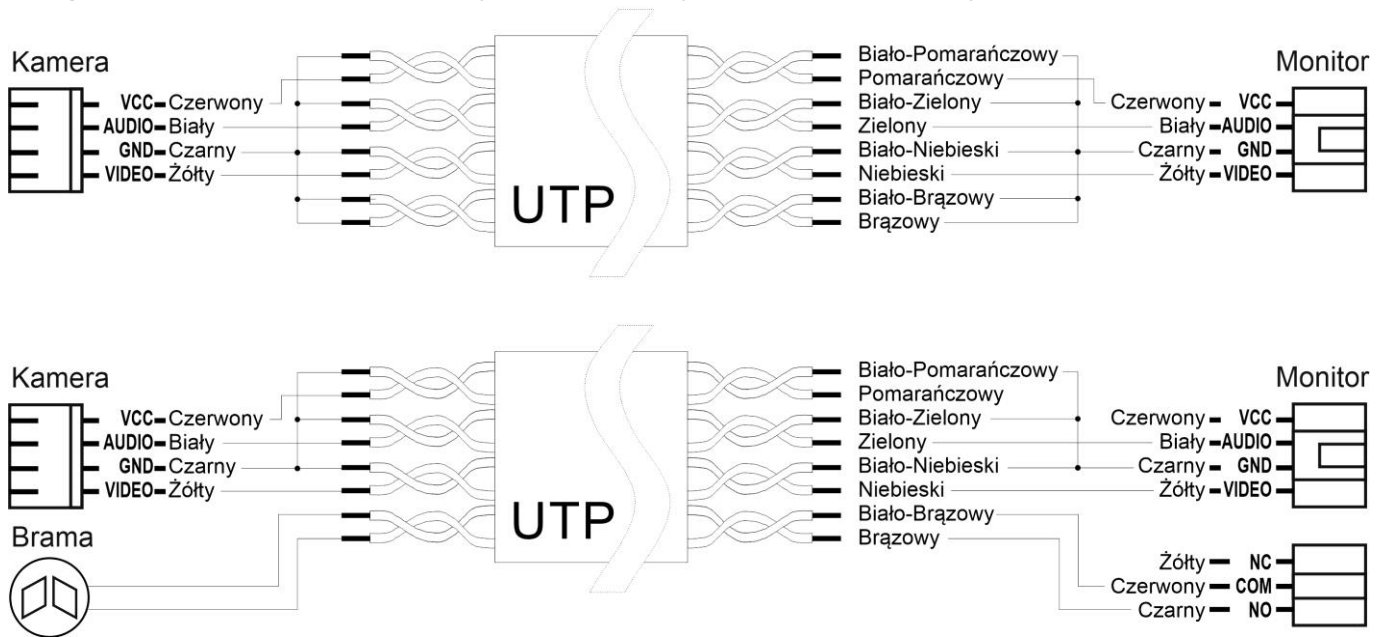 Kamera
VCC Czerwony
AUDIO Biały
GND Czarny
VIDEO Żółty
UTP
Biało-Pomarańczowy
Pomarańczowy
Biało-Zielony
Zielony
Biało-Niebieski
Niebieski
Biało-Brązowy
Brązowy
Monitor
Czerwony VCC
Biały AUDIO
Czarny GND
Żółty VIDEO
Kamera
VCC Czerwony
AUDIO Biały
GND Czarny
VIDEO Żółty
Brama
UTP
Biało-Pomarańczowy
Pomarańczowy
Biało-Zielony
Zielony
Biało-Niebieski
Niebieski
Biało-Brązowy
Brązowy
Monitor
Czerwony VCC
Biały AUDIO
Czarny GND
Żółty VIDEO
Żółty NC
Czerwony COM
Czarny NO